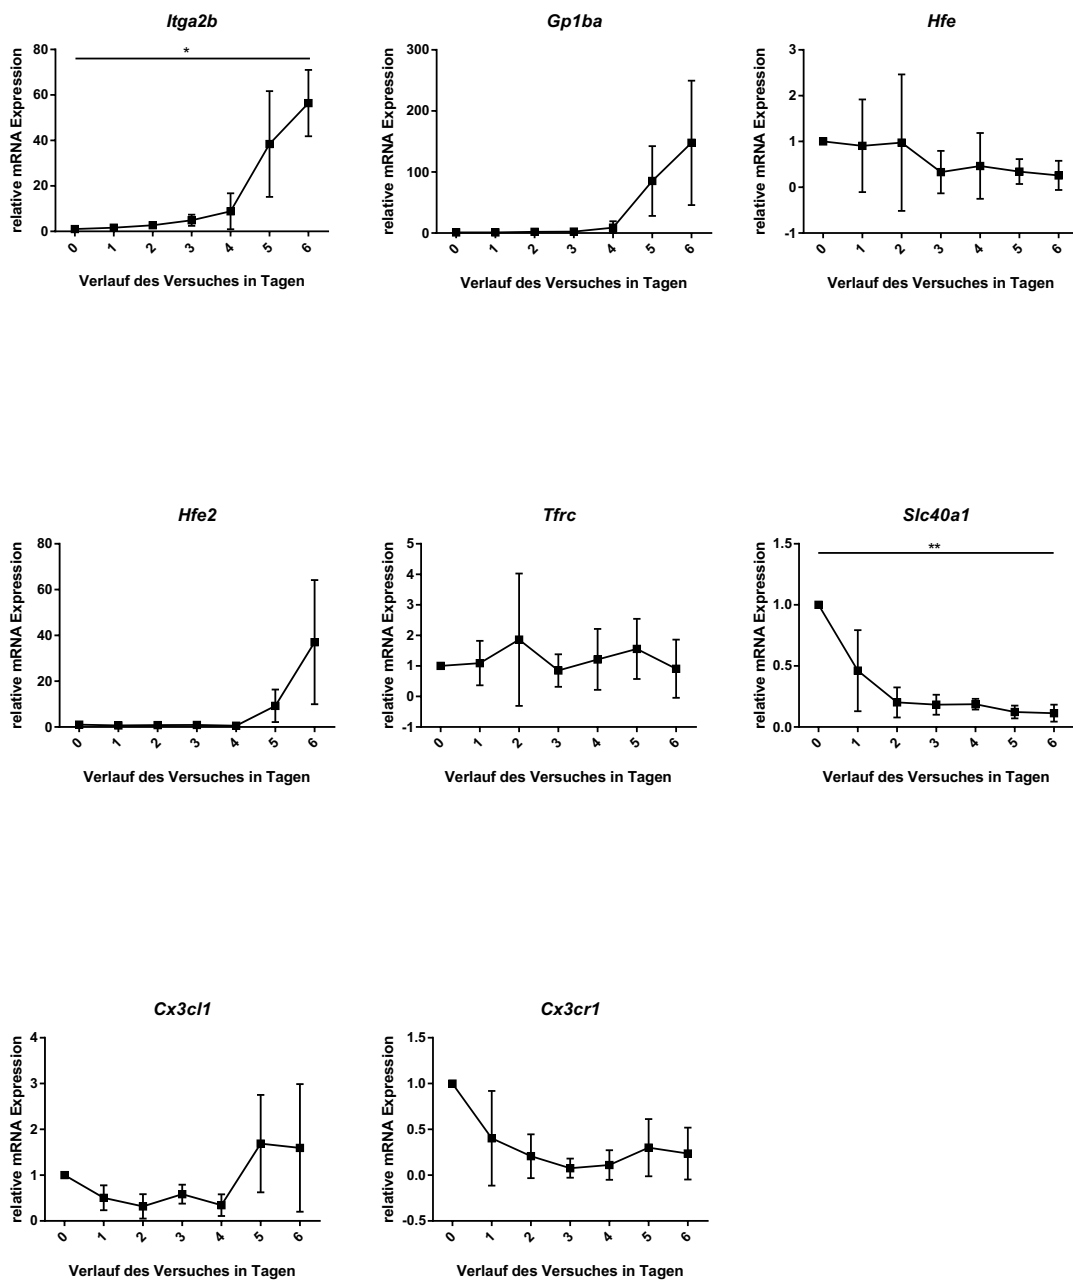 Itga2b
relative mRNA Expression
80
60
40
20
0
*
0 1 2 3 4 5 6
Verlauf des Versuches in Tagen
Gp1ba
relative mRNA Expression
300
200
100
0
0 1 2 3 4 5 6
Verlauf des Versuches in Tagen
Hfe
relative mRNA Expression
3
2
1
0
-1
0 1 2 3 4 5 6
Verlauf des Versuches in Tagen
Hfe2
relative mRNA Expression
80
60
40
20
0
0 1 2 3 4 5 6
Verlauf des Versuches in Tagen
Tfrc
relative mRNA Expression
5
4
3
2
1
0
-1
0 1 2 3 4 5 6
Verlauf des Versuches in Tagen
Slc40a1
relative mRNA Expression
1.5
1.0
0.5
0.0
**
0 1 2 3 4 5 6
Verlauf des Versuches in Tagen
Cx3cl1
relative mRNA Expression
4
3
2
1
0
0 1 2 3 4 5 6
Verlauf des Versuches in Tagen
Cx3cr1
relative mRNA Expression
1.5
1.0
0.5
0.0
-0.5
0 1 2 3 4 5 6
Verlauf des Versuches in Tagen